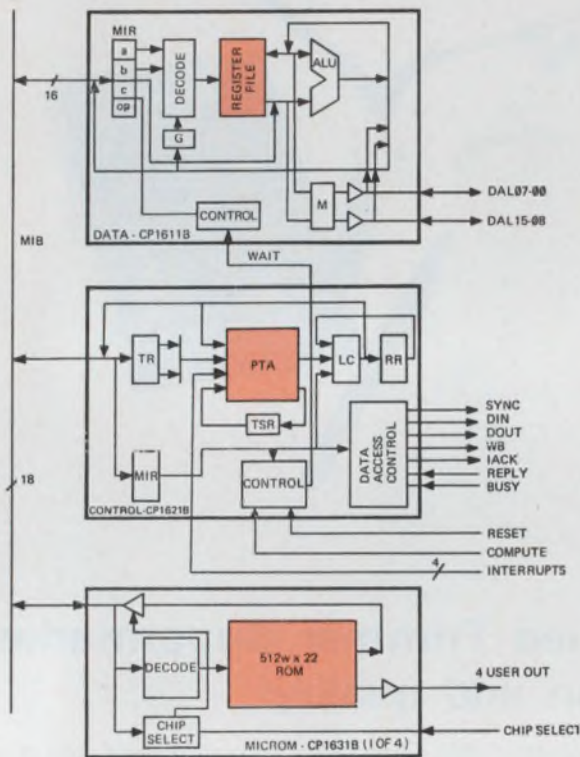 MIR
a
b
c
op
16
DECODE
G
REGISTER FILE
ALU
M
CONTROL
DATA - CP1611B
DAL07-00
DAL15-08
MIB
WAIT
TR
PTA
LC
RR
TSR
MIR
CONTROL
DATA ACCESS CONTROL
CONTROL-CP1621B
SYNC
DIN
DOUT
WB
IACK
REPLY
BUSY
18
RESET
COMPUTE
4
INTERRUPTS
DECODE
512w x 22
ROM
4 USER OUT
CHIP
SELECT
CHIP SELECT
MICROM - CP1631B (1 OF 4)